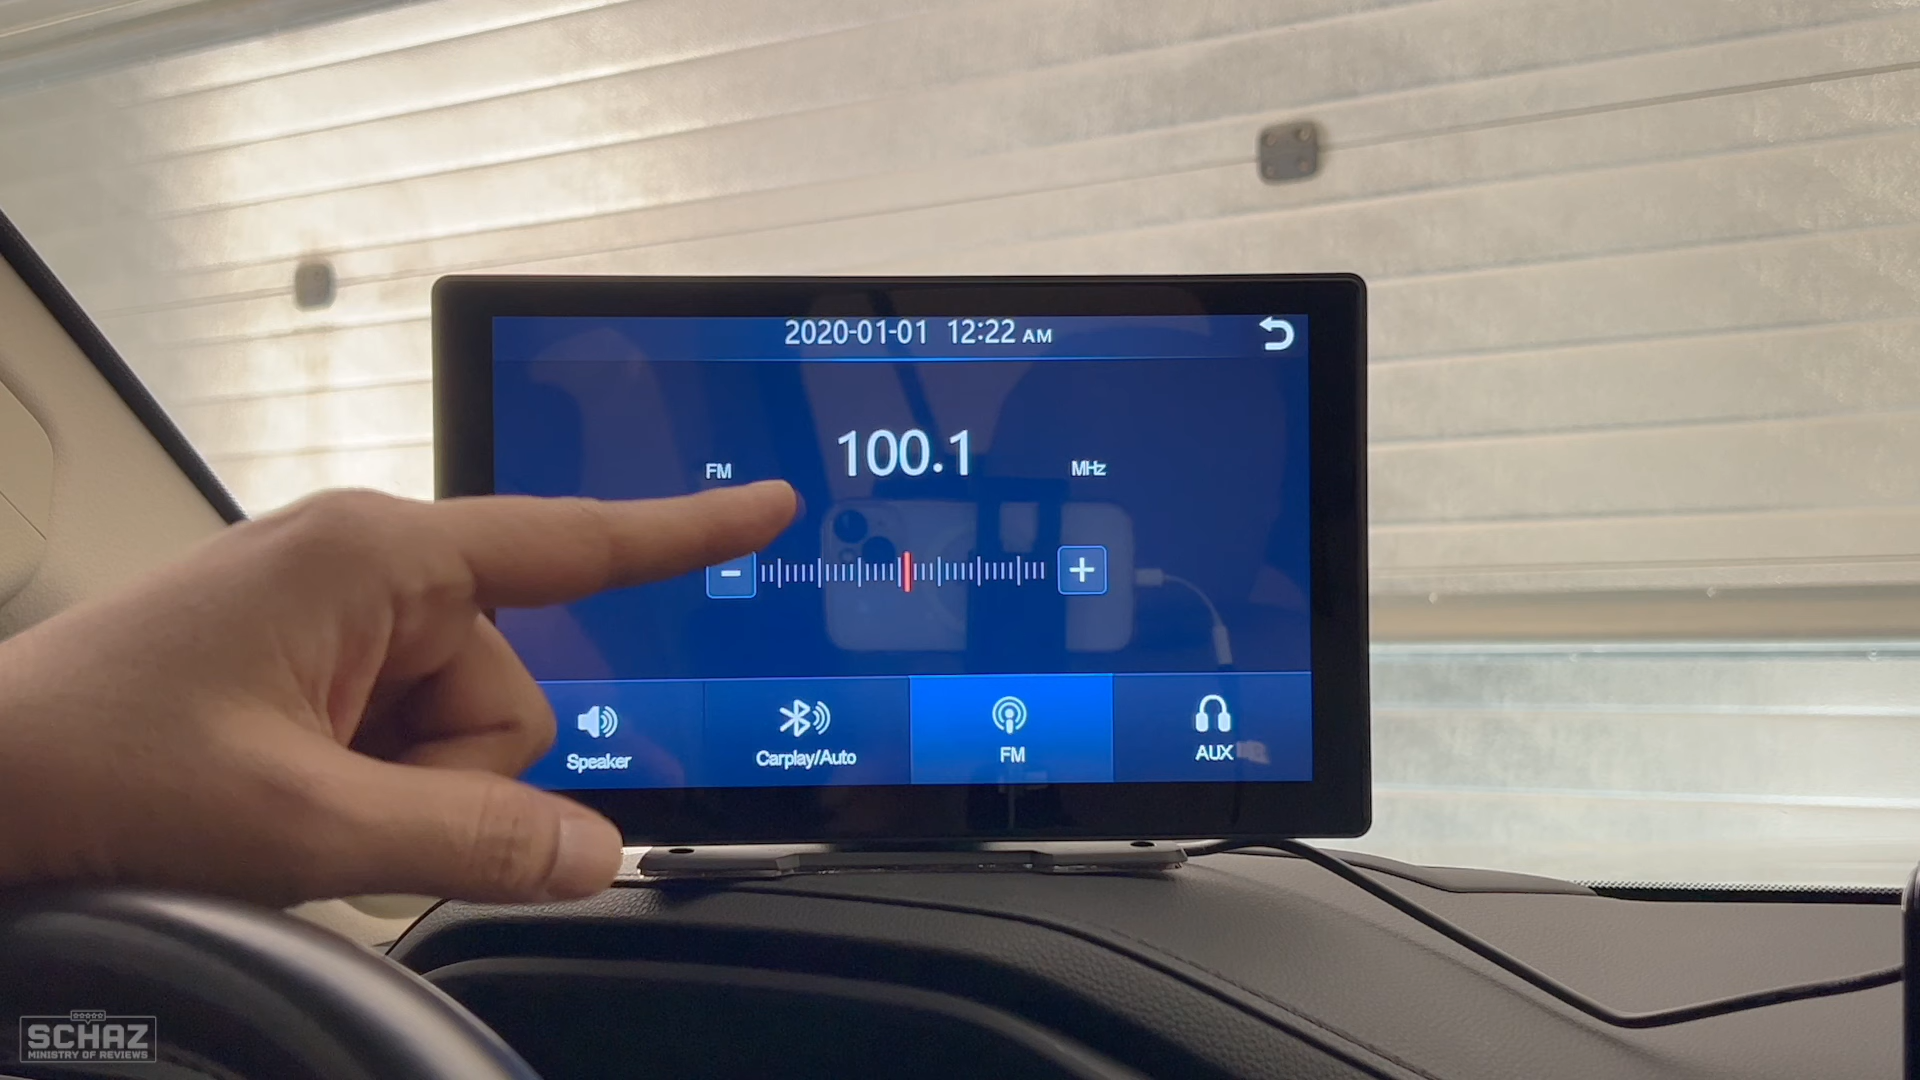 2020-01-01 12:22 AM
FM 100.1 MHz
- +
Speaker Carplay/Auto FM AUX
SCHAZ
MINISTRY OF REVIEWS